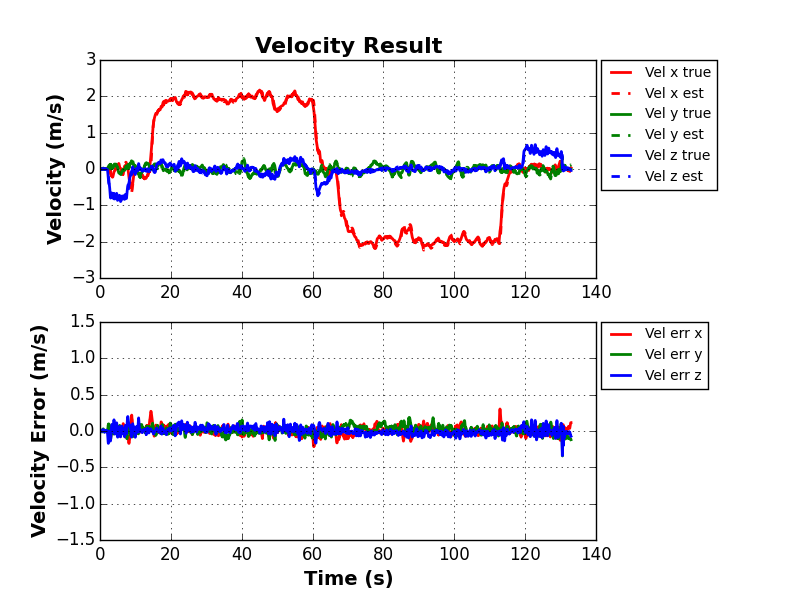 Velocity Result
Velocity (m/s)
3
2
1
0
−1
−2
−3
0 20 40 60 80 100 120 140
Vel x true
Vel x est
Vel y true
Vel y est
Vel z true
Vel z est
Velocity Error (m/s)
1.5
1.0
0.5
0.0
−0.5
−1.0
−1.5
0 20 40 60 80 100 120 140
Time (s)
Vel err x
Vel err y
Vel err z